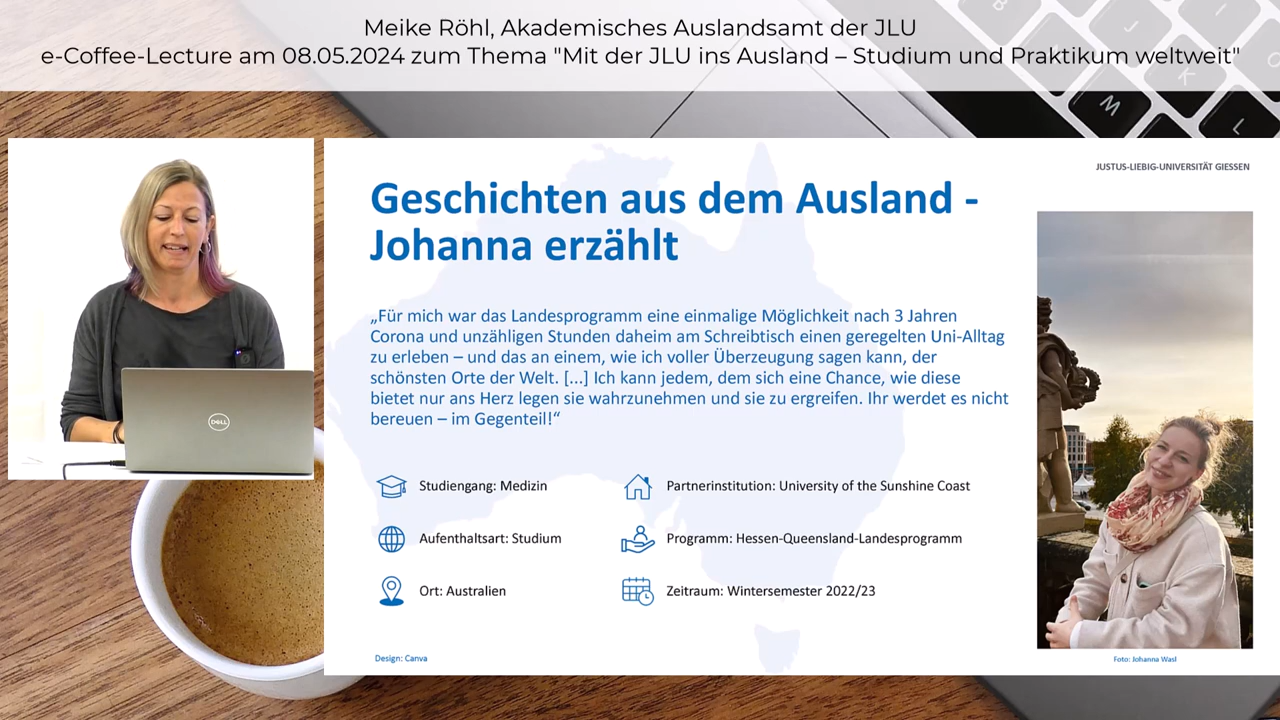 Meike Röhl, Akademisches Auslandsamt der JLU
e-Coffee-Lecture am 08.05.2024 zum Thema "Mit der JLU ins Ausland – Studium und Praktikum weltweit"
JUSTUS-LIEBIG-UNIVERSITÄT GIESSEN
Geschichten aus dem Ausland -
Johanna erzählt
„Für mich war das Landesprogramm eine einmalige Möglichkeit nach 3 Jahren
Corona und unzähligen Stunden daheim am Schreibtisch einen geregelten Uni-Alltag
zu erleben – und das an einem, wie ich voller Überzeugung sagen kann, der
schönsten Orte der Welt. [...] Ich kann jedem, dem sich eine Chance, wie diese
bietet nur ans Herz legen sie wahrzunehmen und sie zu ergreifen. Ihr werdet es nicht
bereuen – im Gegenteil!“
Studiengang: Medizin
Partnerinstitution: University of the Sunshine Coast
Aufenthaltsart: Studium
Programm: Hessen-Queensland-Landesprogramm
Ort: Australien
Zeitraum: Wintersemester 2022/23
Design: Canva
Foto: Johanna Wasl
DELL
B
J
K
M
L